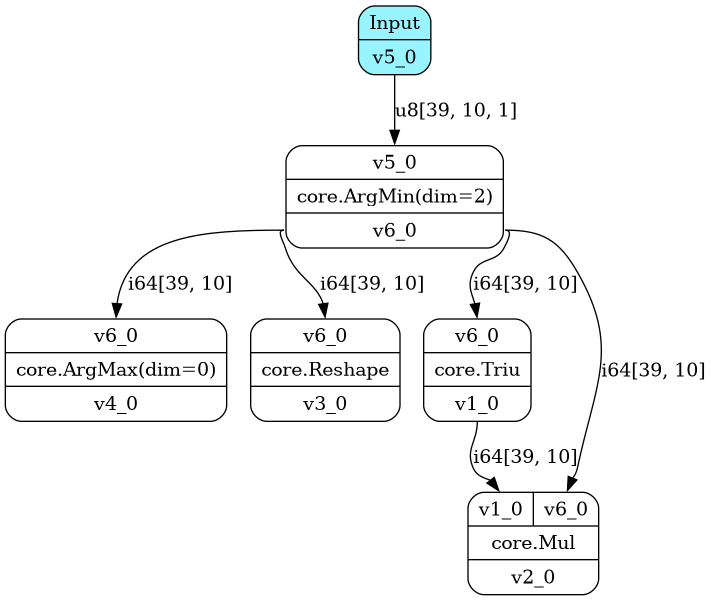 Input
v5_0
u8[39, 10, 1]
v5_0
core.ArgMin(dim=2)
v6_0
i64[39, 10]
i64[39, 10]
i64[39, 10]
i64[39, 10]
v6_0
core.ArgMax(dim=0)
v4_0
v6_0
core.Reshape
v3_0
v6_0
core.Triu
v1_0
i64[39, 10]
v1_0 v6_0
core.Mul
v2_0